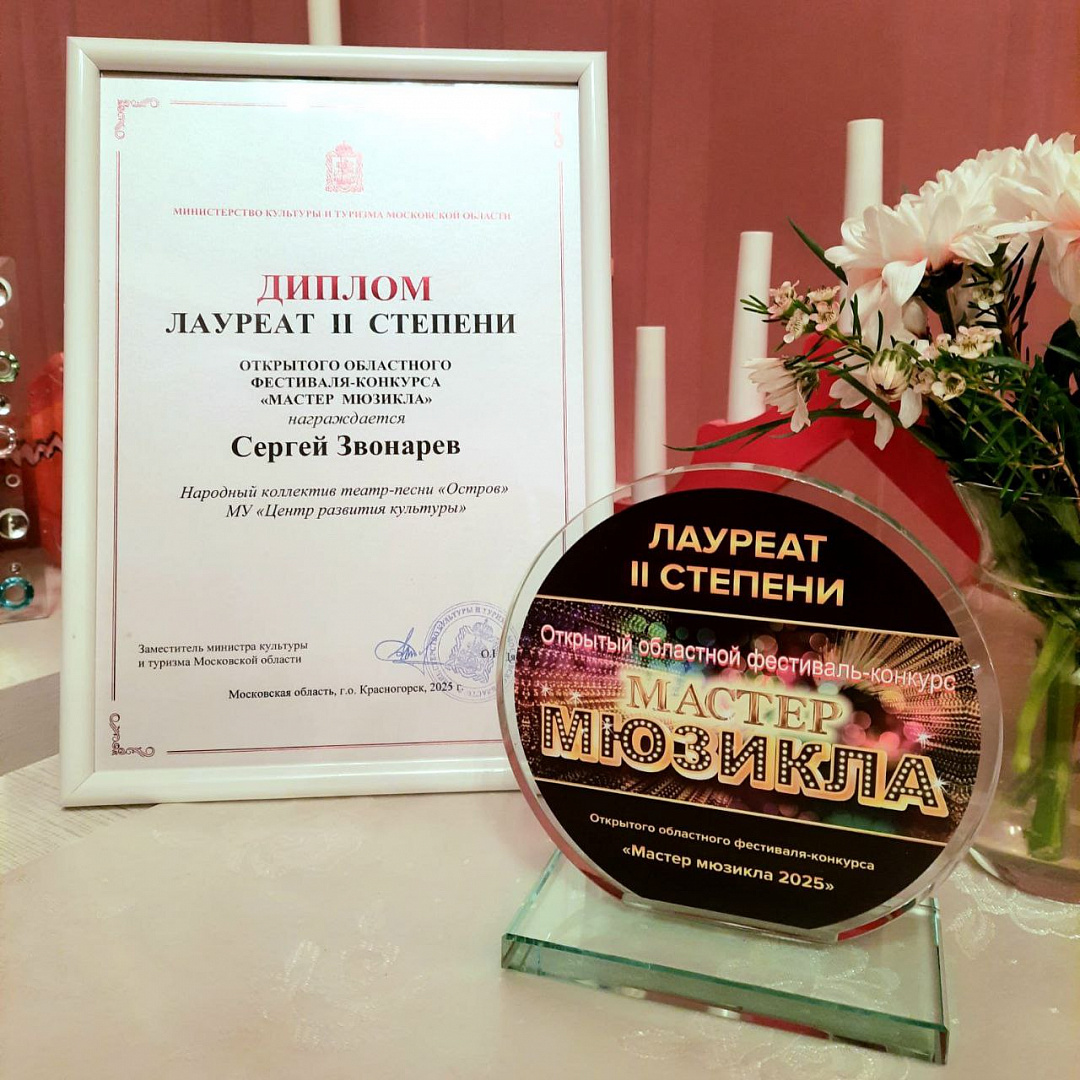 МИНИСТЕРСТВО КУЛЬТУРЫ И ТУРИЗМА МОСКОВСКОЙ ОБЛАСТИ
ДИПЛОМ
ЛАУРЕАТ II СТЕПЕНИ
ОТКРЫТОГО ОБЛАСТНОГО
ФЕСТИВАЛЯ-КОНКУРСА
«МАСТЕР МЮЗИКЛА»
награждается
Сергей Звонарев
Народный коллектив театр-песни «Остров»
МУ «Центр развития культуры»
Заместитель министра культуры
и туризма Московской области
Московская область, г.о. Красногорск, 2025 г.
ЛАУРЕАТ
II СТЕПЕНИ
Открытый областной фестиваль-конкурс
МАСТЕР
МЮЗИКЛА
Открытого областного фестиваля-конкурса
«Мастер мюзикла 2025»